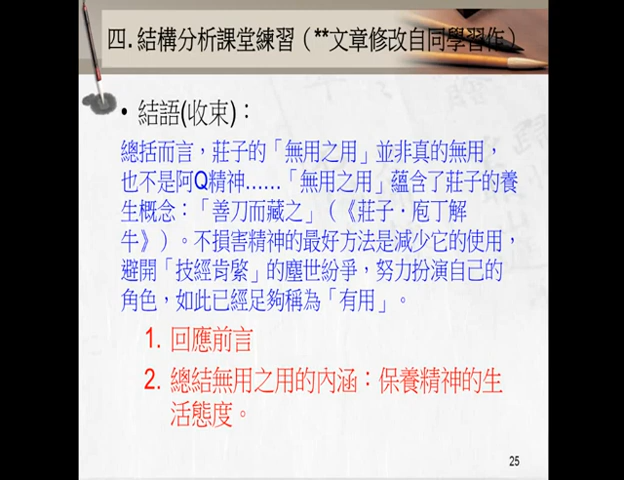 四. 結構分析課堂練習（**文章修改自同學習作）
• 結語(收束)：
總括而言，莊子的「無用之用」並非真的無用，
也不是阿Q精神……「無用之用」蘊含了莊子的養
生概念：「善刀而藏之」（《莊子．庖丁解
牛》）。不損害精神的最好方法是減少它的使用，
避開「技經肯綮」的塵世紛爭，努力扮演自己的
角色，如此已經足夠稱為「有用」。
1. 回應前言
2. 總結無用之用的內涵：保養精神的生
活態度。
25